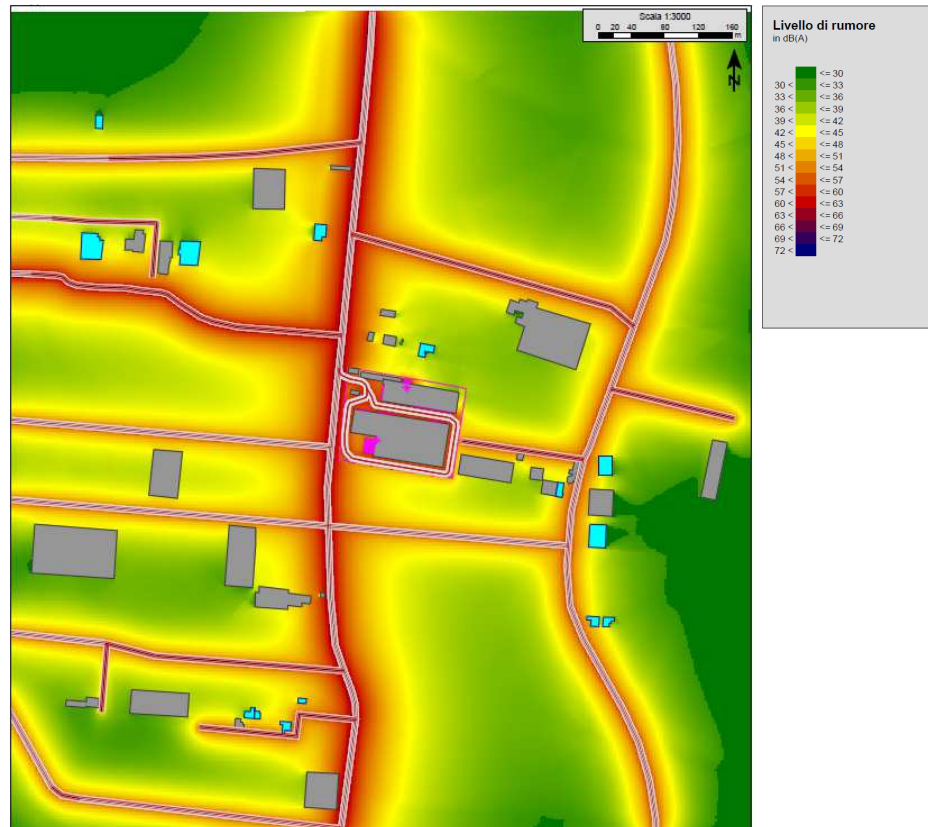 Scala 1:3000
0 20 40 80 120 160
m
N
Livello di rumore
in dB(A)
<= 30
30 < <= 33
33 < <= 36
36 < <= 39
39 < <= 42
42 < <= 45
45 < <= 48
48 < <= 51
51 < <= 54
54 < <= 57
57 < <= 60
60 < <= 63
63 < <= 66
66 < <= 69
69 < <= 72
72 <